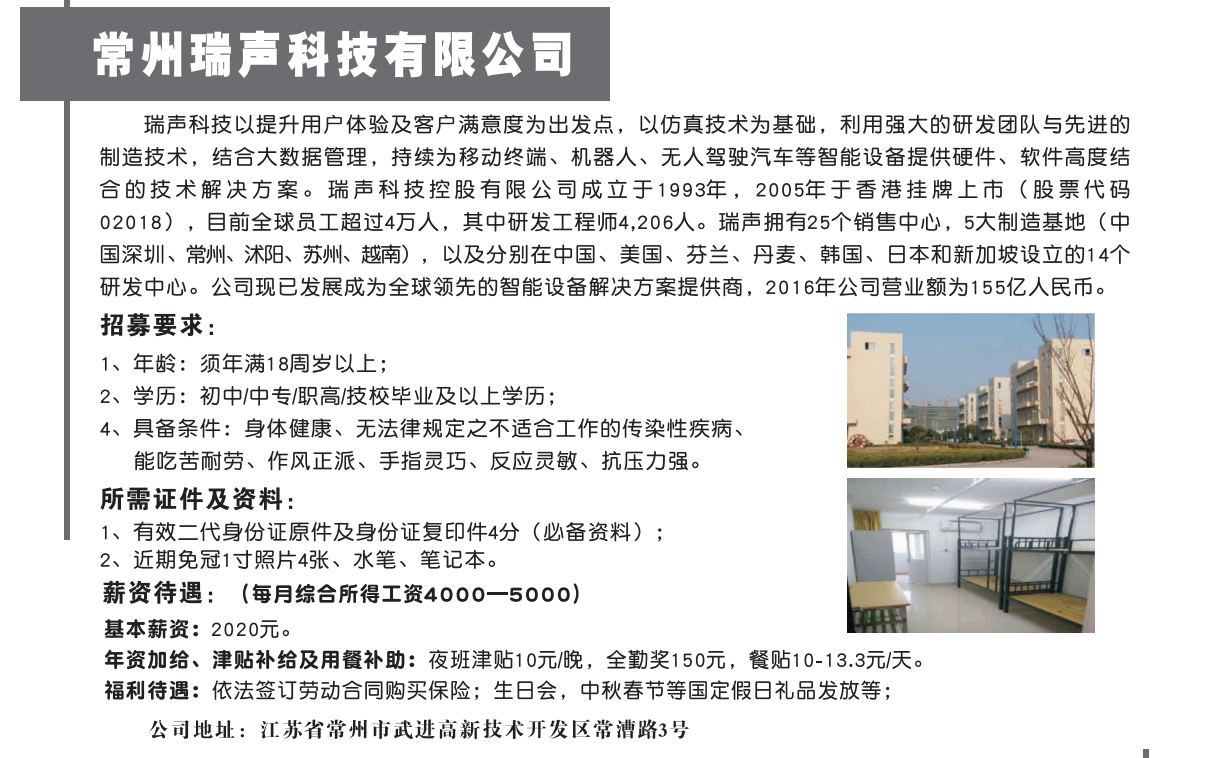 常州瑞声科技有限公司
瑞声科技以提升用户体验及客户满意度为出发点，以仿真技术为基础，利用强大的研发团队与先进的
制造技术，结合大数据管理，持续为移动终端、机器人、无人驾驶汽车等智能设备提供硬件、软件高度结
合的技术解决方案。瑞声科技控股有限公司成立于1993年，2005年于香港挂牌上市（股票代码
02018），目前全球员工超过4万人，其中研发工程师4,206人。瑞声拥有25个销售中心，5大制造基地（中
国深圳、常州、沭阳、苏州、越南），以及分别在中国、美国、芬兰、丹麦、韩国、日本和新加坡设立的14个
研发中心。公司现已发展成为全球领先的智能设备解决方案提供商，2016年公司营业额为155亿人民币。
招募要求：
1、年龄：须年满18周岁以上；
2、学历：初中/中专/职高/技校毕业及以上学历；
4、具备条件：身体健康、无法律规定之不适合工作的传染性疾病、
能吃苦耐劳、作风正派、手指灵巧、反应灵敏、抗压力强。
所需证件及资料：
1、有效二代身份证原件及身份证复印件4分（必备资料）；
2、近期免冠1寸照片4张、水笔、笔记本。
薪资待遇：（每月综合所得工资4000—5000）
基本薪资：2020元。
年资加给、津贴补给及用餐补助：夜班津贴10元/晚，全勤奖150元，餐贴10-13.3元/天。
福利待遇：依法签订劳动合同购买保险；生日会，中秋春节等国定假日礼品发放等；
公司地址：江苏省常州市武进高新技术开发区常漕路3号